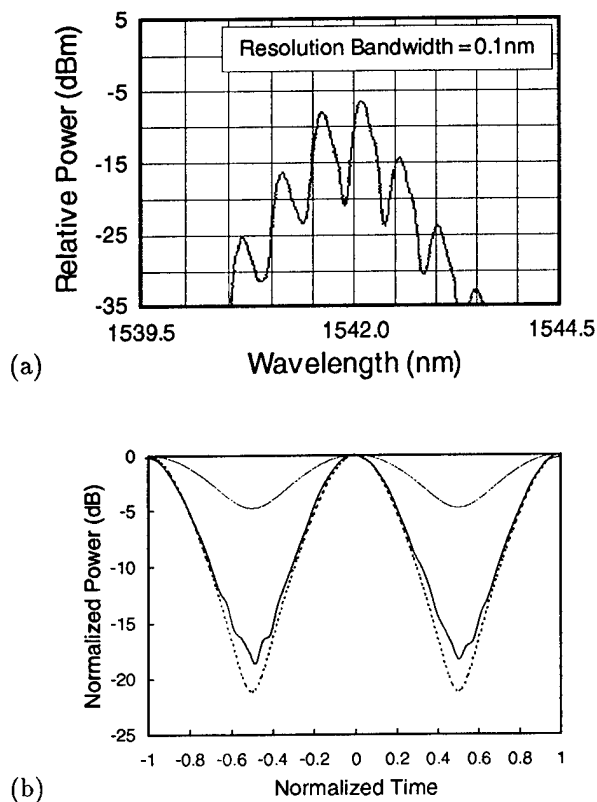 5
-5
-15
-25
-35
Relative Power (dBm)
Resolution Bandwidth = 0.1nm
1539.5 1542.0 1544.5
Wavelength (nm)
(a)
0
-5
-10
-15
-20
-25
Normalized Power (dB)
-1 -0.8 -0.6 -0.4 -0.2 0 0.2 0.4 0.6 0.8 1
Normalized Time
(b)